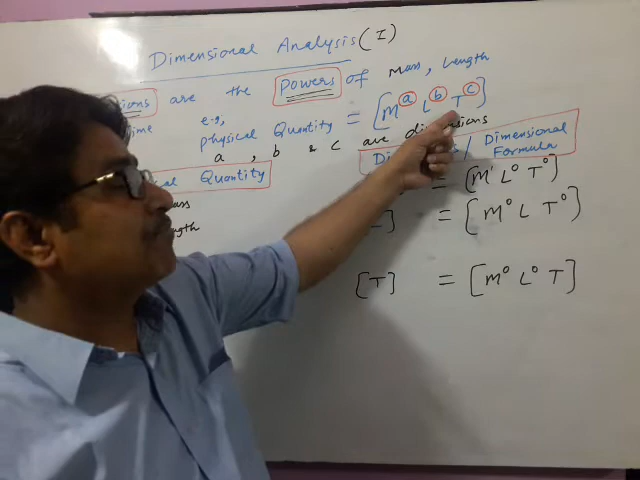 Dimensional Analysis (I)
are the Powers of Mass, Length
e.g,
Physical Quantity = [M^a L^b T^c]
a, b & c are dimensions
Quantity
Dimensional Formula
= [M^1 L^0 T^0]
= [M^0 L T^0]
[T] = [M^0 L^0 T]